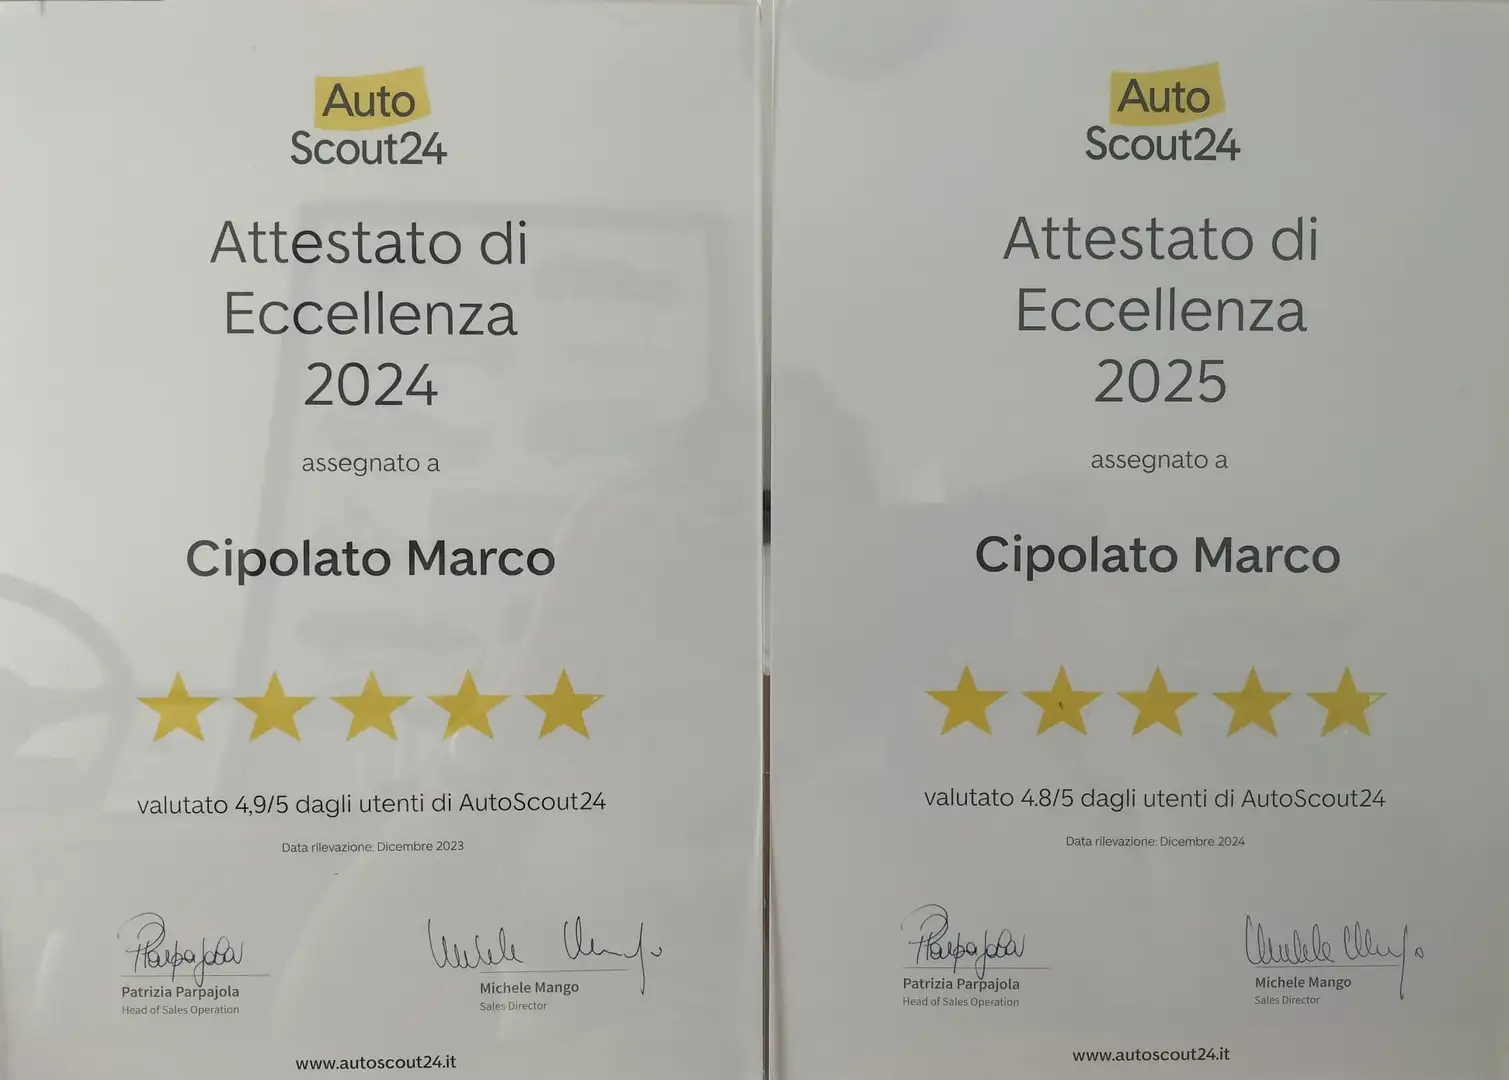 Auto
Scout24
Attestato di
Eccellenza
2024
assegnato a
Cipolato Marco
valutato 4,9/5 dagli utenti di AutoScout24
Data rilevazione: Dicembre 2023
Patrizia Parpajola
Head of Sales Operation
Michele Mango
Sales Director
www.autoscout24.it
Auto
Scout24
Attestato di
Eccellenza
2025
assegnato a
Cipolato Marco
valutato 4.8/5 dagli utenti di AutoScout24
Data rilevazione: Dicembre 2024
Patrizia Parpajola
Head of Sales Operation
Michele Mango
Sales Director
www.autoscout24.it